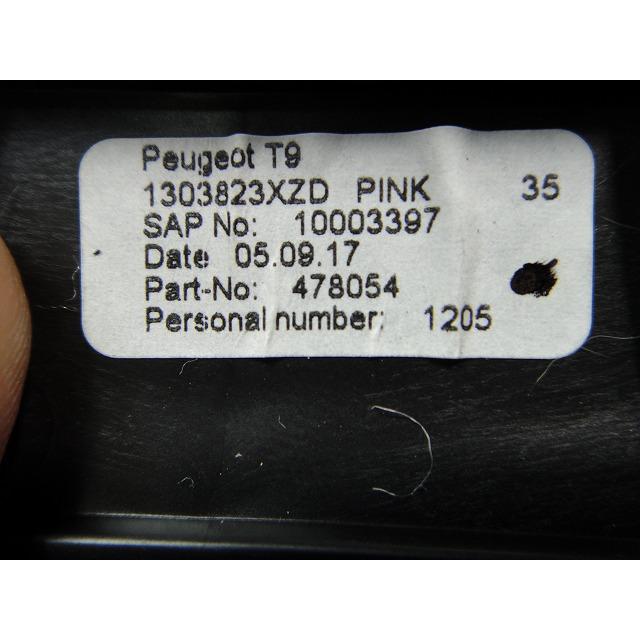 Peugeot T9
1303823XZD PINK 35
SAP No: 10003397
Date 05.09.17
Part-No: 478054
Personal number: 1205